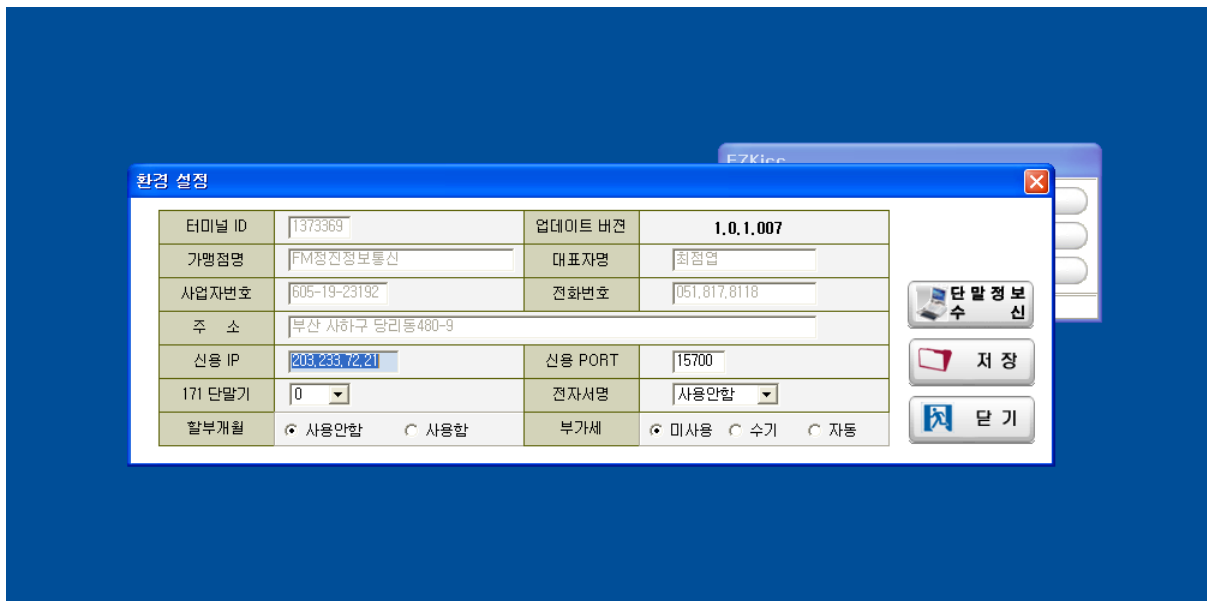 EZKiss
환경 설정
터미널 ID 1373369 업데이트 버젼 1.0.1.007
가맹점명 FM정진정보통신 대표자명 최점엽
사업자번호 605-19-23192 전화번호 051.817.8118
주 소 부산 사하구 당리동480-9
신용 IP 203.233.72.21 신용 PORT 15700
171 단말기 0 전자서명 사용안함
할부개월 사용안함 사용함 부가세 미사용 수기 자동
단말정보
수 신
저 장
닫 기